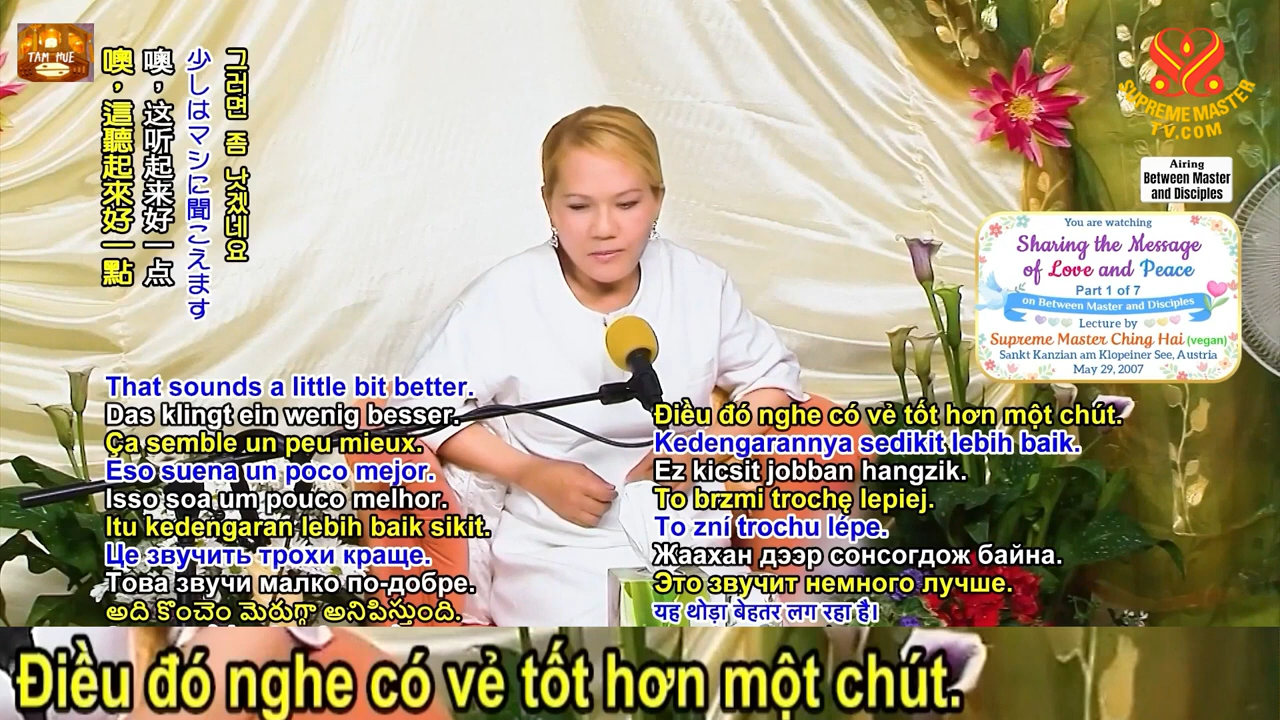 TAM HUE
噢，這聽起來好一點
噢，这听起来好一点
少しはマシに聞こえます
그러면 좀 낫겠네요
SUPREME MASTER
TV.COM
Airing
Between Master
and Disciples
You are watching
Sharing the Message
of Love and Peace
Part 1 of 7
on Between Master and Disciples
Lecture by
Supreme Master Ching Hai (vegan)
Sankt Kanzian am Klopeiner See, Austria
May 29, 2007
That sounds a little bit better.
Das klingt ein wenig besser.
Ça semble un peu mieux.
Eso suena un poco mejor.
Isso soa um pouco melhor.
Itu kedengaran lebih baik sikit.
Це звучить трохи краще.
Това звучи малко по-добре.
అది కొంచెం మెరుగ్గా అనిపిస్తుంది.
Điều đó nghe có vẻ tốt hơn một chút.
Kedengarannya sedikit lebih baik.
Ez kicsit jobban hangzik.
To brzmi trochę lepiej.
To zní trochu lépe.
Жаахан дээр сонсогдож байна.
Это звучит немного лучше.
यह थोड़ा बेहतर लग रहा है।
Điều đó nghe có vẻ tốt hơn một chút.